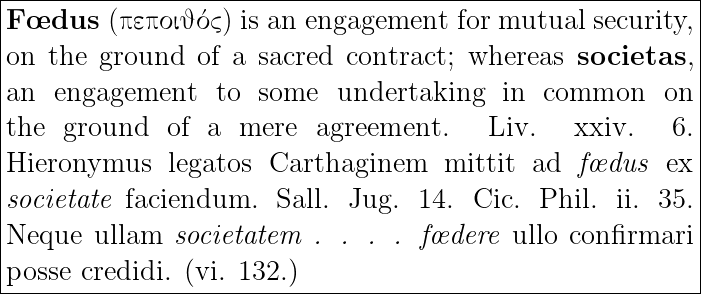 Fœdus (πεποιϑός) is an engagement for mutual security,
on the ground of a sacred contract; whereas societas,
an engagement to some undertaking in common on
the ground of a mere agreement. Liv. xxiv. 6.
Hieronymus legatos Carthaginem mittit ad fœdus ex
societate faciendum. Sall. Jug. 14. Cic. Phil. ii. 35.
Neque ullam societatem . . . . fœdere ullo confirmari
posse credidi. (vi. 132.)